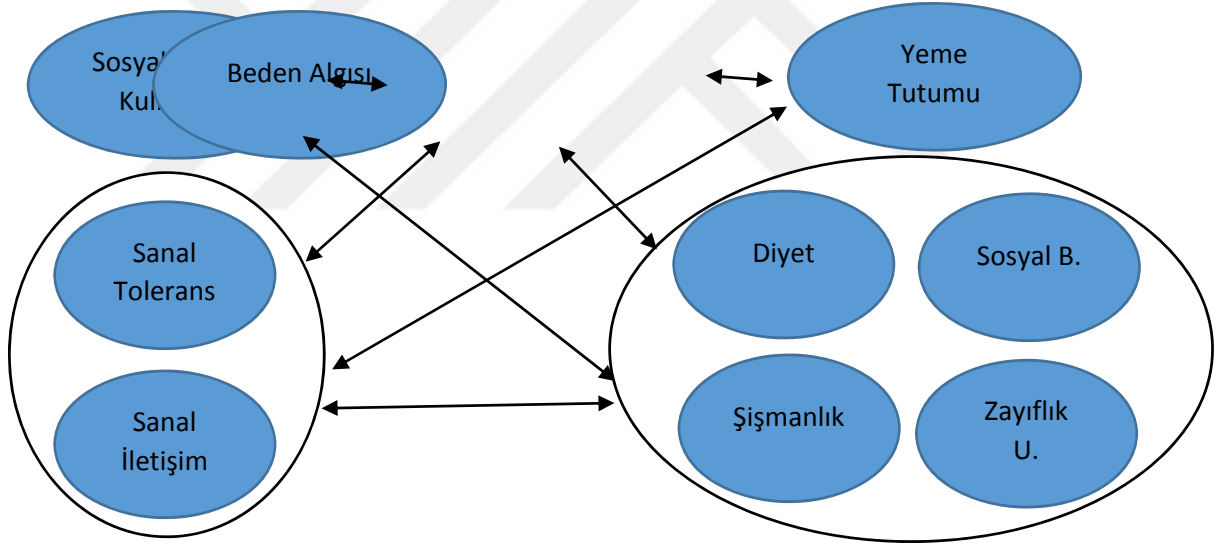 Beden Algısı
Yeme
Tutumu
Sanal
Tolerans
Diyet
Sosyal B.
Sanal
İletişim
Şişmanlık
Zayıflık
U.